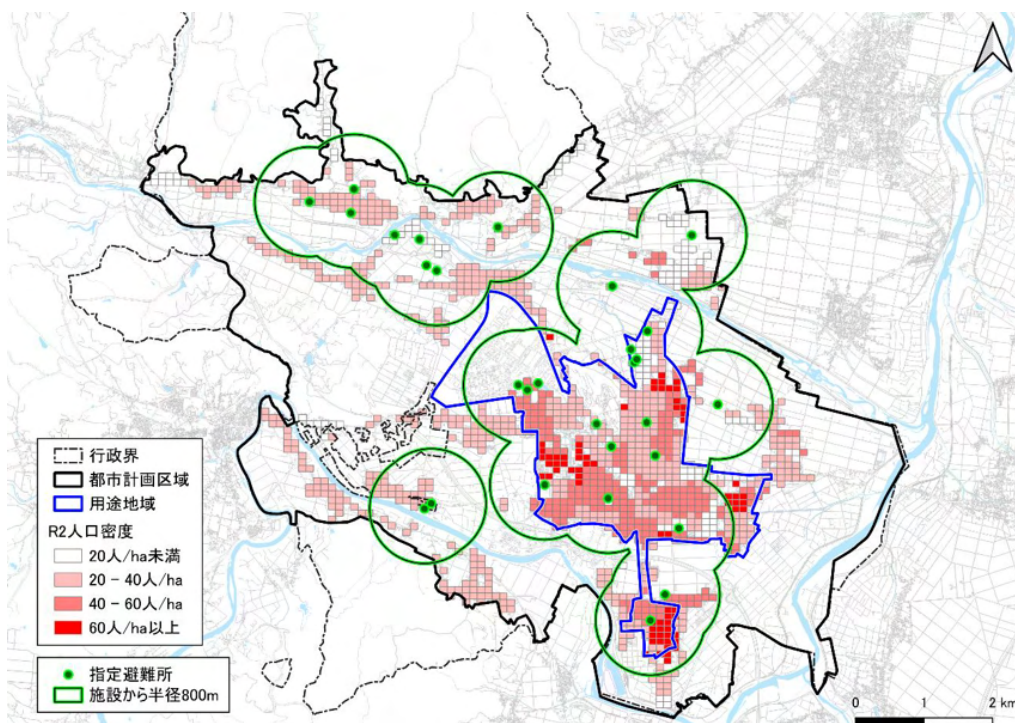 行政界
都市計画区域
用途地域
R2人口密度
20人/ha未満
20-40人/ha
40-60人/ha
60人/ha以上
指定避難所
施設から半径800m
0 1 2 km